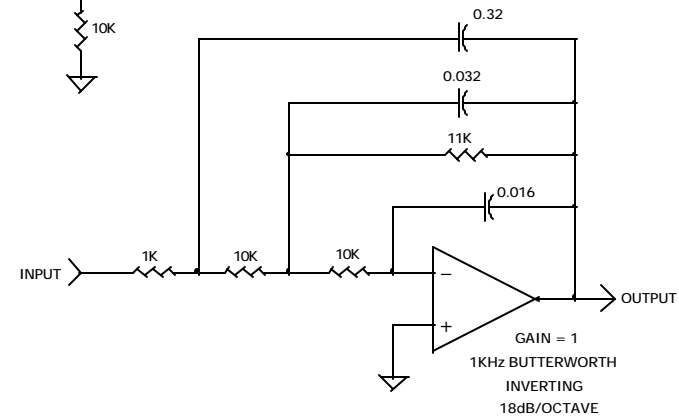 10K
0.32
0.032
11K
0.016
1K
10K
10K
INPUT
−
+
OUTPUT
GAIN = 1
1KHz BUTTERWORTH
INVERTING
18dB/OCTAVE